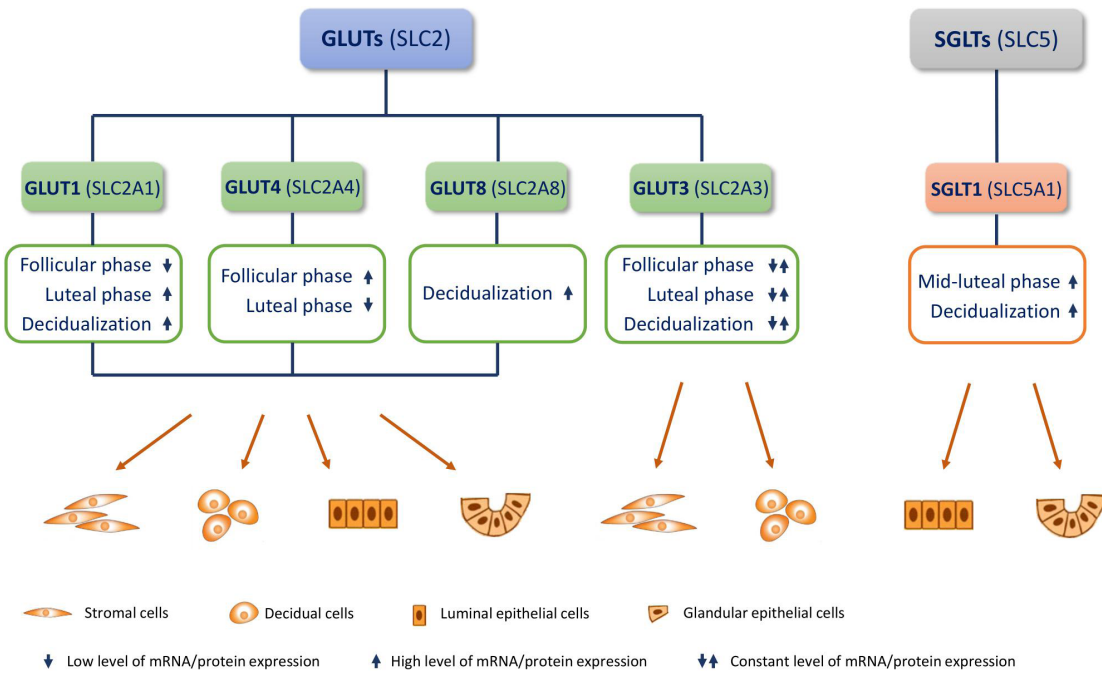 GLUTs (SLC2)
SGLTs (SLC5)
GLUT1 (SLC2A1)
GLUT4 (SLC2A4)
GLUT8 (SLC2A8)
GLUT3 (SLC2A3)
SGLT1 (SLC5A1)
Follicular phase ↓
Luteal phase ↑
Decidualization ↑
Follicular phase ↑
Luteal phase ↓
Decidualization ↑
Follicular phase ↓↑
Luteal phase ↓↑
Decidualization ↓↑
Mid-luteal phase ↑
Decidualization ↑
Stromal cells
Decidual cells
Luminal epithelial cells
Glandular epithelial cells
↓ Low level of mRNA/protein expression
↑ High level of mRNA/protein expression
↓↑ Constant level of mRNA/protein expression